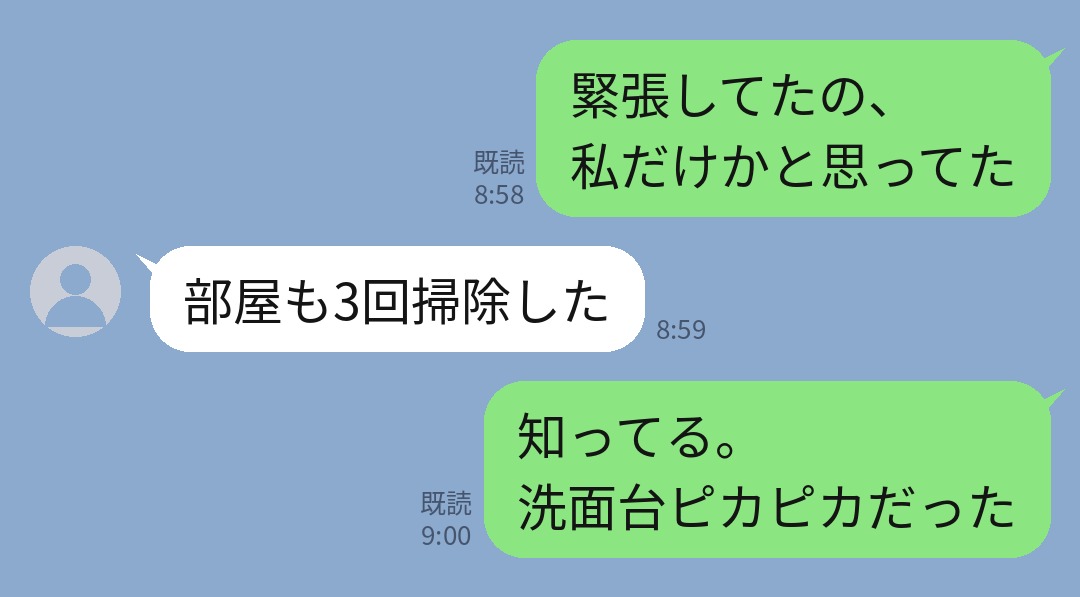 緊張してたの、
私だけかと思ってた
既読
8:58
部屋も3回掃除した
8:59
知ってる。
洗面台ピカピカだった
既読
9:00